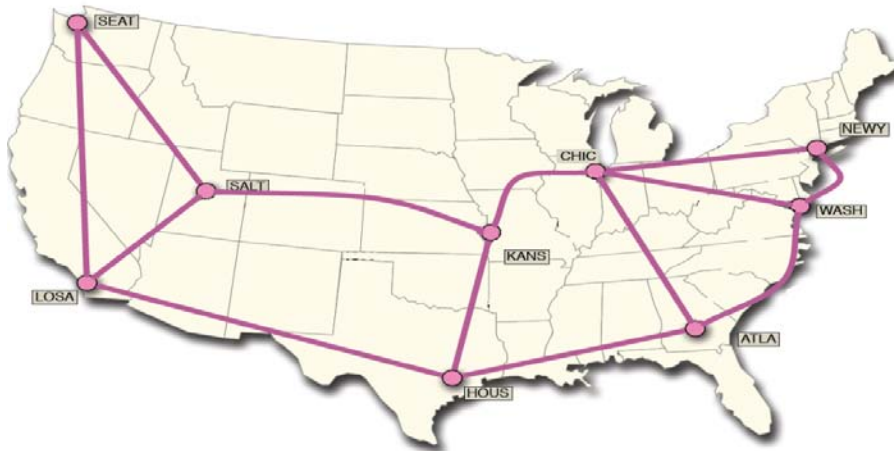 SEAT
NEWY
CHIC
SALT
WASH
KANS
LOSA
ATLA
HOUS